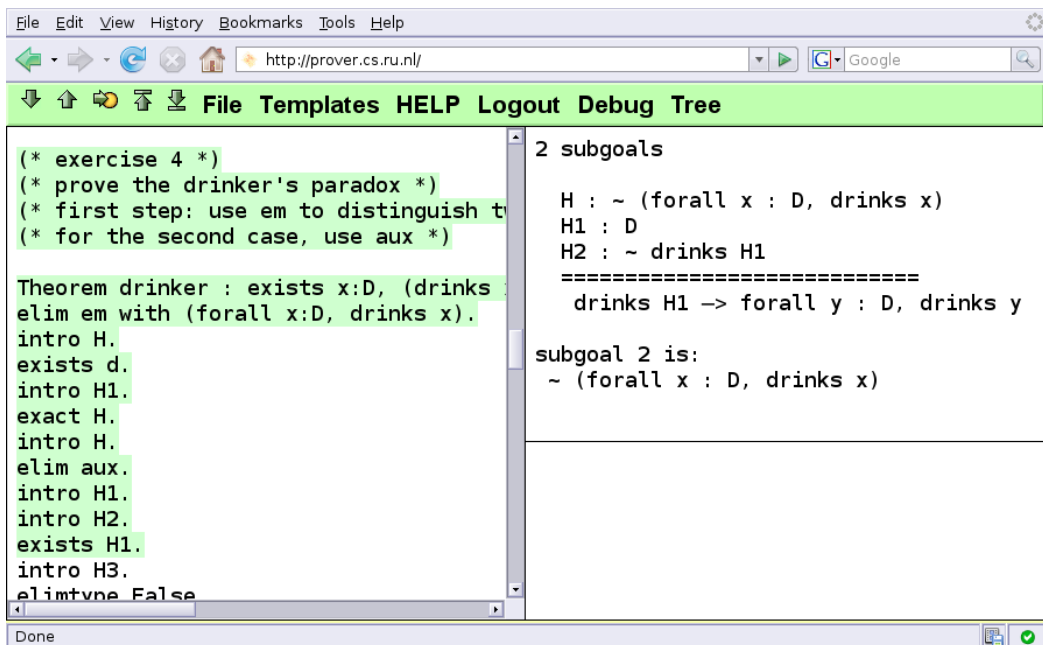 File Edit View History Bookmarks Tools Help
http://prover.cs.ru.nl/
G Google
File Templates HELP Logout Debug Tree
(* exercise 4 *)
(* prove the drinker's paradox *)
(* first step: use em to distinguish tw
(* for the second case, use aux *)
Theorem drinker : exists x:D, (drinks x
elim em with (forall x:D, drinks x).
intro H.
exists d.
intro H1.
exact H.
intro H.
elim aux.
intro H1.
intro H2.
exists H1.
intro H3.
elimtype False
2 subgoals
H : ~ (forall x : D, drinks x)
H1 : D
H2 : ~ drinks H1
============================
drinks H1 —> forall y : D, drinks y
subgoal 2 is:
~ (forall x : D, drinks x)
Done